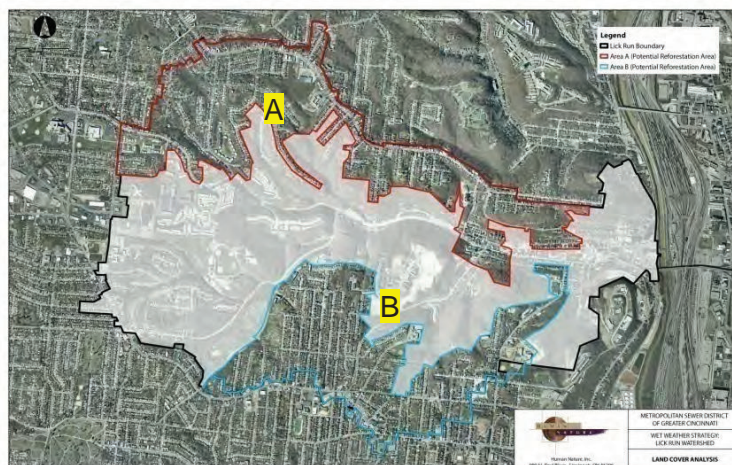 Legend
Lick Run Boundary
Area A (Potential Reforestation Area)
Area B (Potential Reforestation Area)
A
B
METROPOLITAN SEWER DISTRICT
OF GREATER CINCINNATI
WET WEATHER STRATEGY:
LICK RUN WATERSHED
Human Nature, Inc.
LAND COVER ANALYSIS